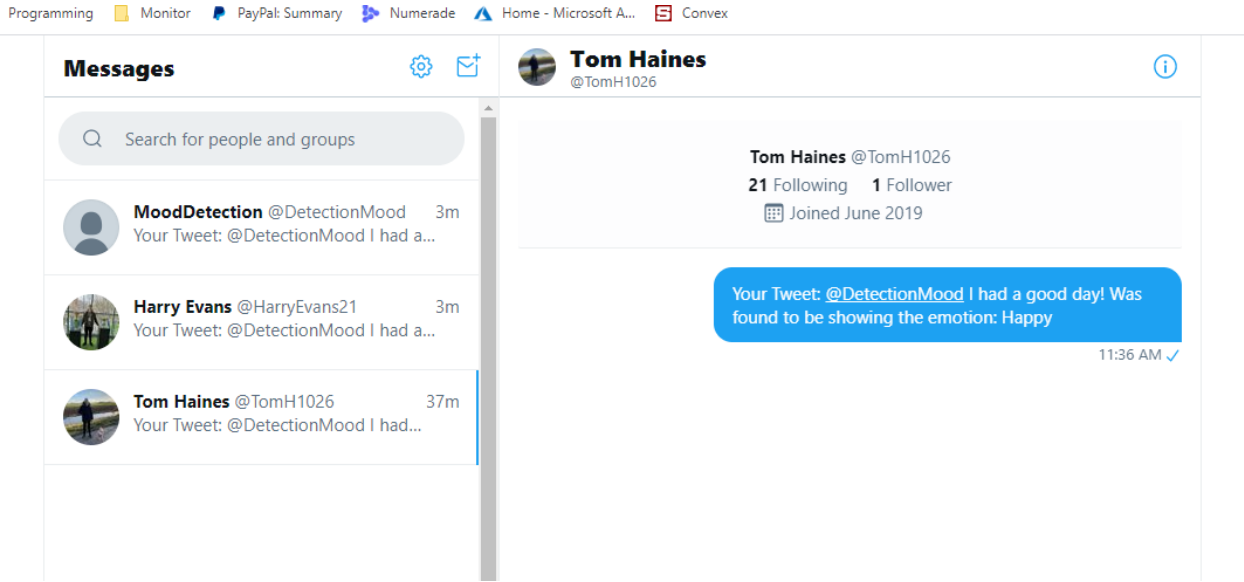 Programming Monitor PayPal: Summary Numerade Home - Microsoft A... Convex
Messages
Search for people and groups
MoodDetection @DetectionMood 3m
Your Tweet: @DetectionMood I had a...
Harry Evans @HarryEvans21 3m
Your Tweet: @DetectionMood I had a...
Tom Haines @TomH1026 37m
Your Tweet: @DetectionMood I had...
Tom Haines
@TomH1026
Tom Haines @TomH1026
21 Following 1 Follower
Joined June 2019
Your Tweet: @DetectionMood I had a good day! Was
found to be showing the emotion: Happy
11:36 AM